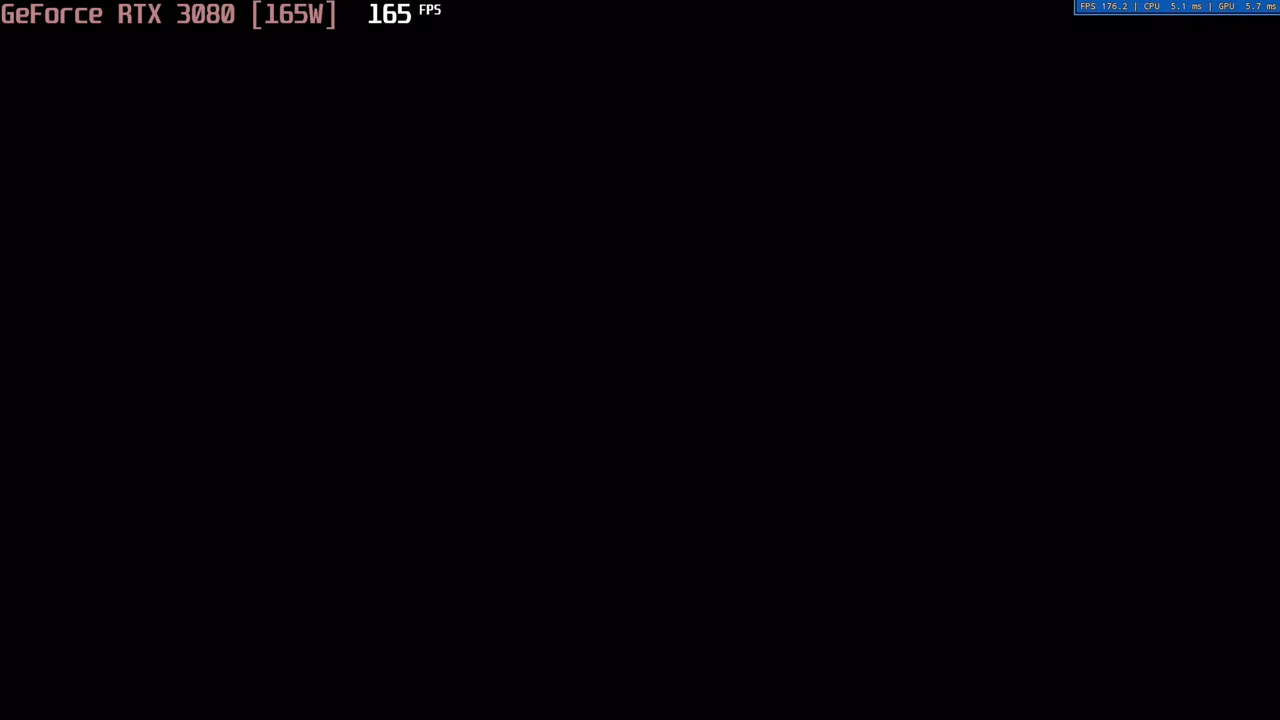 GeForce RTX 3080 [165W] 165 FPS
FPS 176.2 | CPU 5.1 ms | GPU 5.7 ms